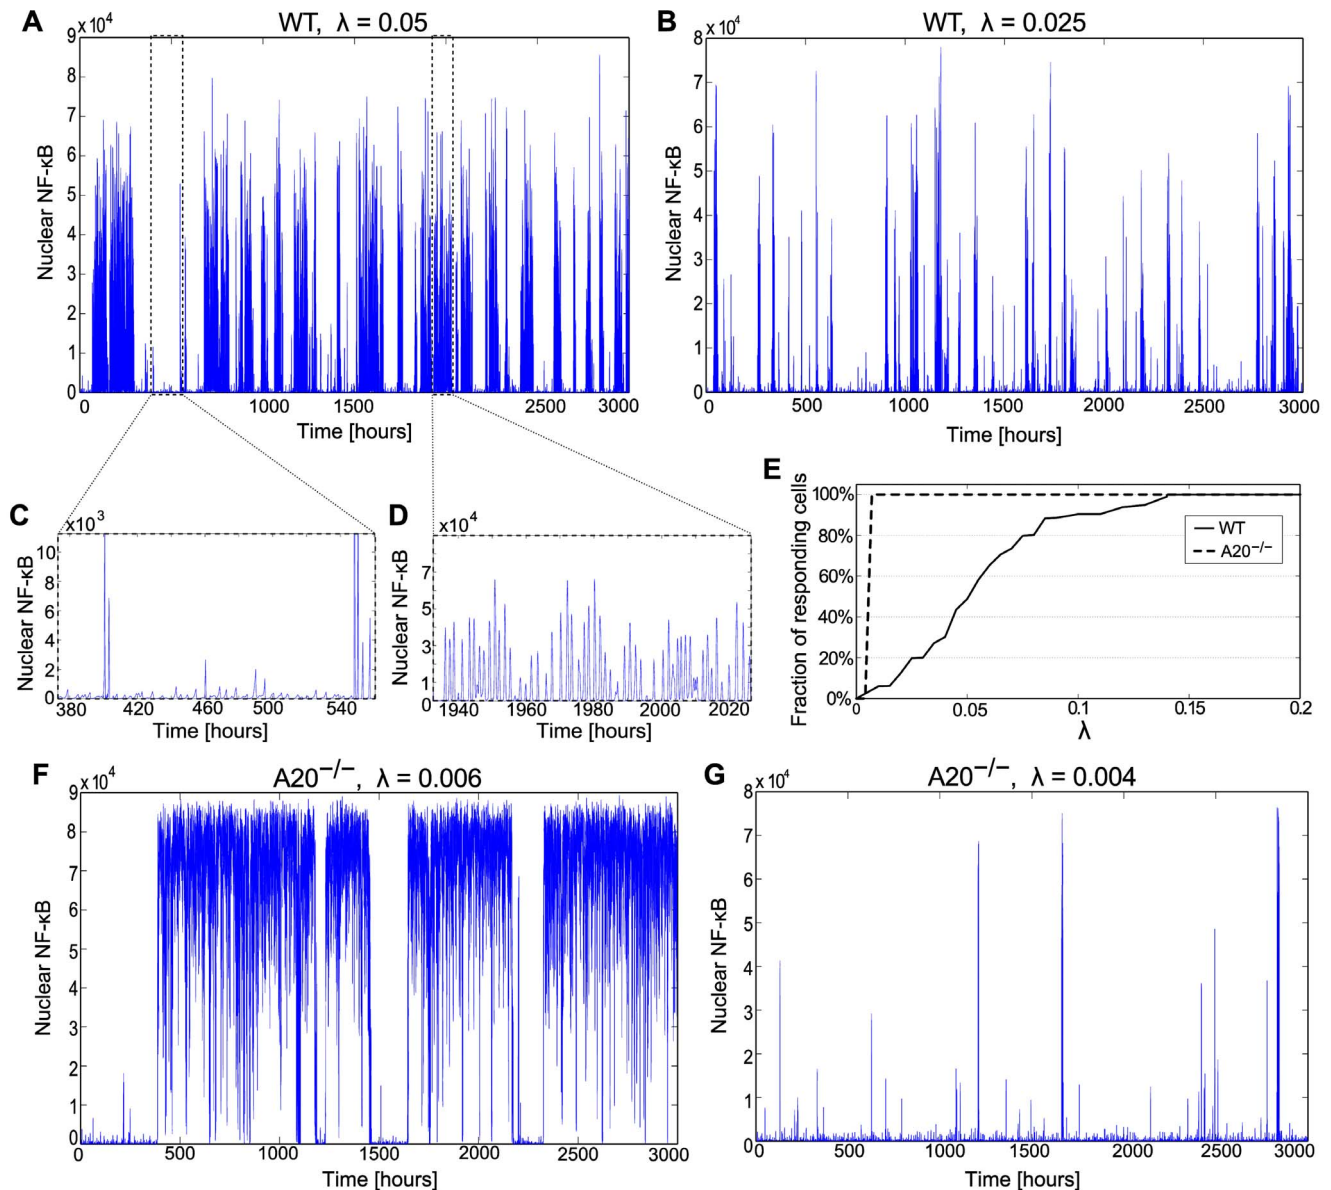 A
WT, λ = 0.05
x10⁴
9
8
7
6
5
4
3
2
1
0
Nuclear NF-κB
0 1000 1500 2500 3000
Time [hours]
B
WT, λ = 0.025
x 10⁴
8
7
6
5
4
3
2
1
0
Nuclear NF-κB
0 500 1000 1500 2000 2500 3000
Time [hours]
C
x10³
10
8
6
4
2
0
Nuclear NF-κB
380 420 460 500 540
Time [hours]
D
x10⁴
7
5
3
1
0
Nuclear NF-κB
1940 1960 1980 2000 2020
Time [hours]
E
100%
80%
60%
40%
20%
0%
Fraction of responding cells
WT
A20⁻/⁻
0 0.05 0.1 0.15 0.2
λ
F
A20⁻/⁻, λ = 0.006
x 10⁴
9
8
7
6
5
4
3
2
1
0
Nuclear NF-κB
500 1000 1500 2000 2500 3000
Time [hours]
G
A20⁻/⁻, λ = 0.004
x 10⁴
8
7
6
5
4
3
2
1
0
Nuclear NF-κB
0 500 1000 1500 2000 2500 3000
Time [hours]